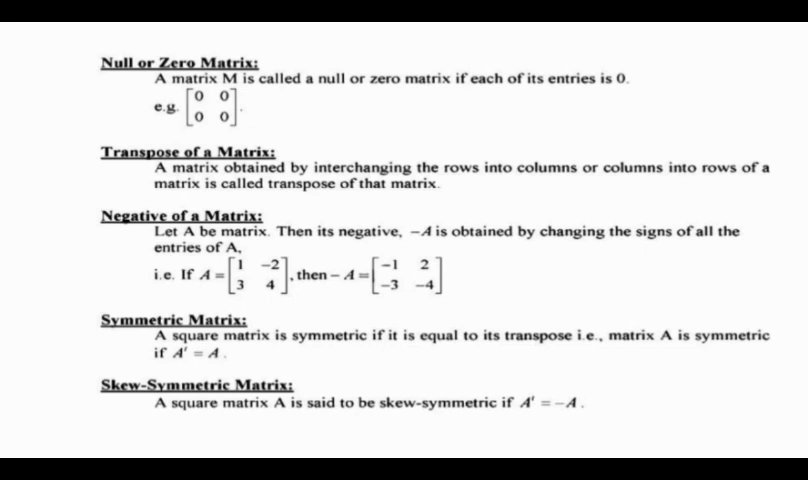 Null or Zero Matrix:
A matrix M is called a null or zero matrix if each of its entries is 0.
e.g. [0 0
0 0].
Transpose of a Matrix:
A matrix obtained by interchanging the rows into columns or columns into rows of a
matrix is called transpose of that matrix.
Negative of a Matrix:
Let A be matrix. Then its negative, −A is obtained by changing the signs of all the
entries of A,
i.e. If A = [1 −2
3 4], then − A = [−1 2
−3 −4]
Symmetric Matrix:
A square matrix is symmetric if it is equal to its transpose i.e., matrix A is symmetric
if A' = A .
Skew-Symmetric Matrix:
A square matrix A is said to be skew-symmetric if A' = −A .